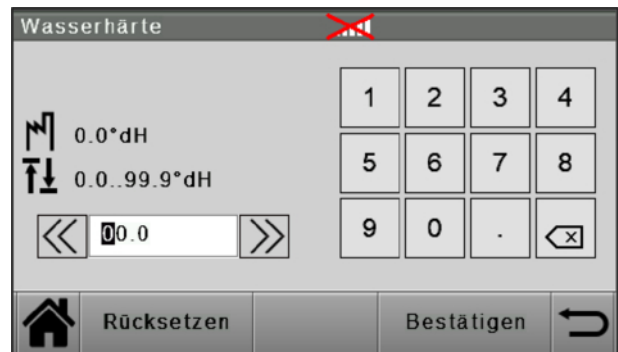 Wasserhärte
0.0°dH
0.0..99.9°dH
00.0
1 2 3 4
5 6 7 8
9 0 .
Rücksetzen Bestätigen